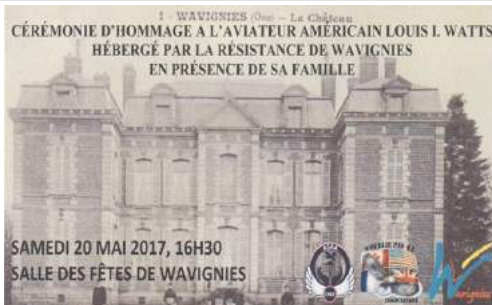 1 - WAVIGNIES (Oise) - Le Château
CÉRÉMONIE D'HOMMAGE A L'AVIATEUR AMÉRICAIN LOUIS I. WATTS
HÉBERGÉ PAR LA RÉSISTANCE DE WAVIGNIES
EN PRÉSENCE DE SA FAMILLE
SAMEDI 20 MAI 2017, 16H30
SALLE DES FÊTES DE WAVIGNIES
Wavignies